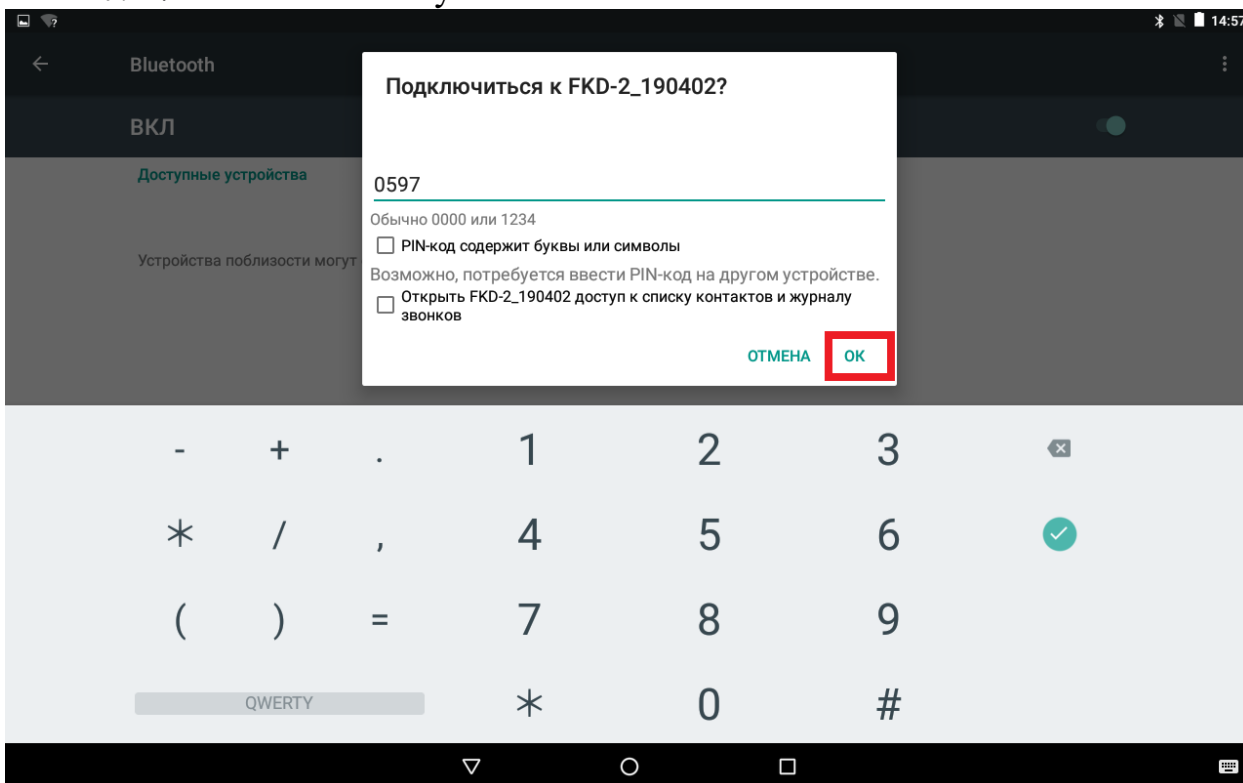 14:57
Bluetooth
ВКЛ
Доступные устройства
Устройства поблизости могут
Подключиться к FKD-2_190402?
0597
Обычно 0000 или 1234
PIN-код содержит буквы или символы
Возможно, потребуется ввести PIN-код на другом устройстве.
Открыть FKD-2_190402 доступ к списку контактов и журналу
звонков
ОТМЕНА ОК
- + . 1 2 3
* / , 4 5 6
( ) = 7 8 9
QWERTY * 0 #